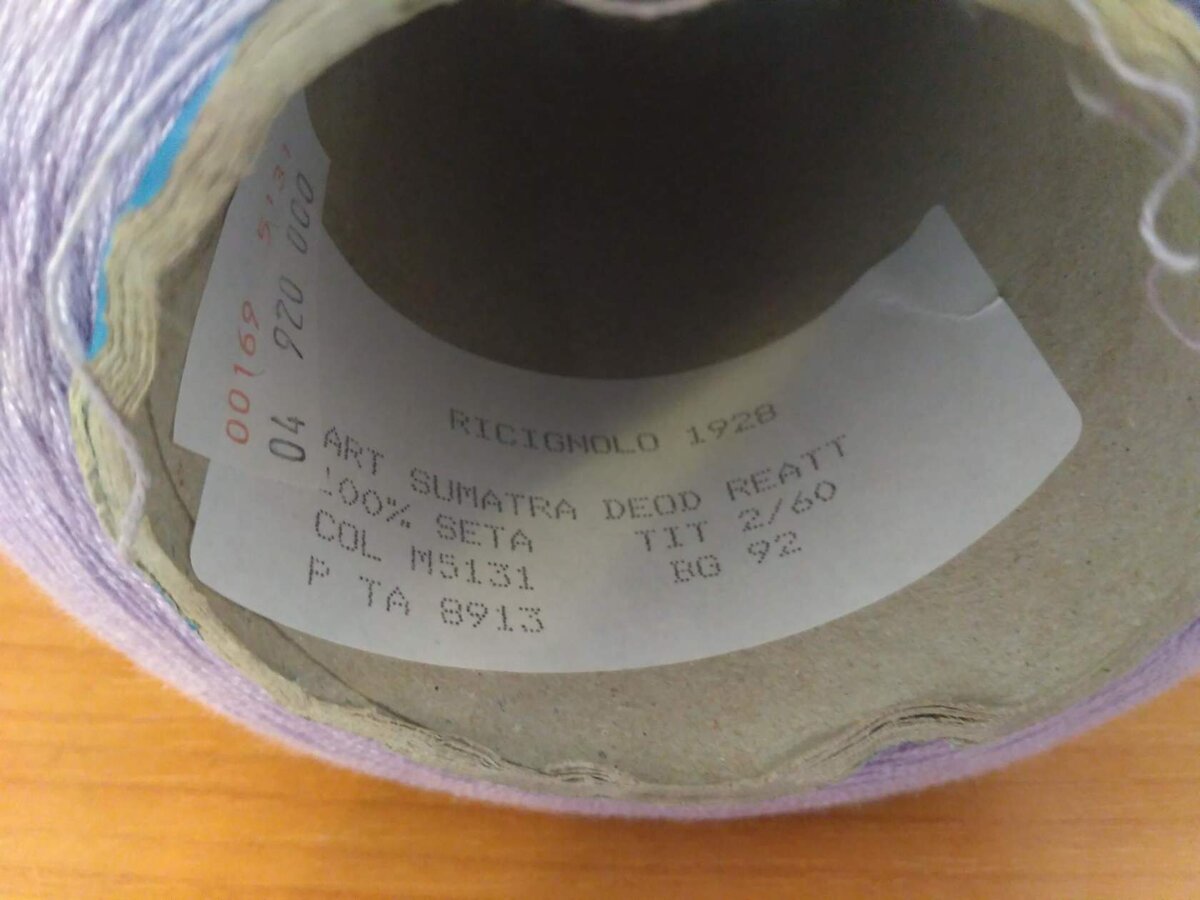 RICIGNOLO 1928
ART SUMATRA DEOD REATT
100% SETA TIT 2/60
COL M5131 BG 92
P TA 8913
00169 5131
04 920 000